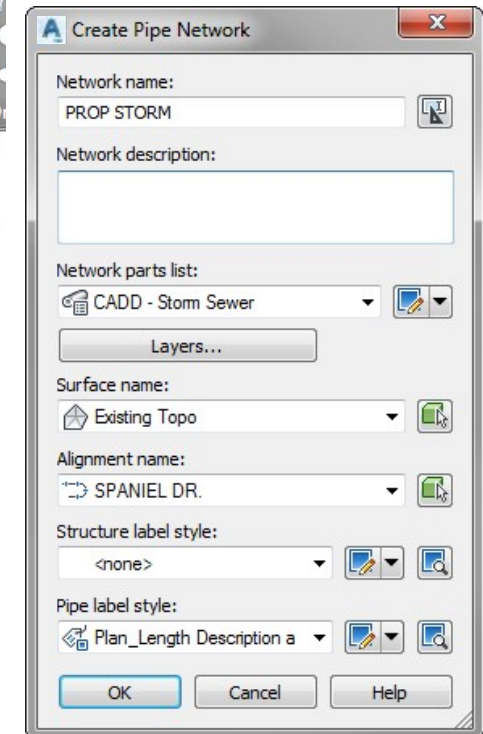 Create Pipe Network
Network name:
PROP STORM
Network description:
Network parts list:
CADD - Storm Sewer
Layers...
Surface name:
Existing Topo
Alignment name:
SPANIEL DR.
Structure label style:
<none>
Pipe label style:
Plan_Length Description a
OK Cancel Help